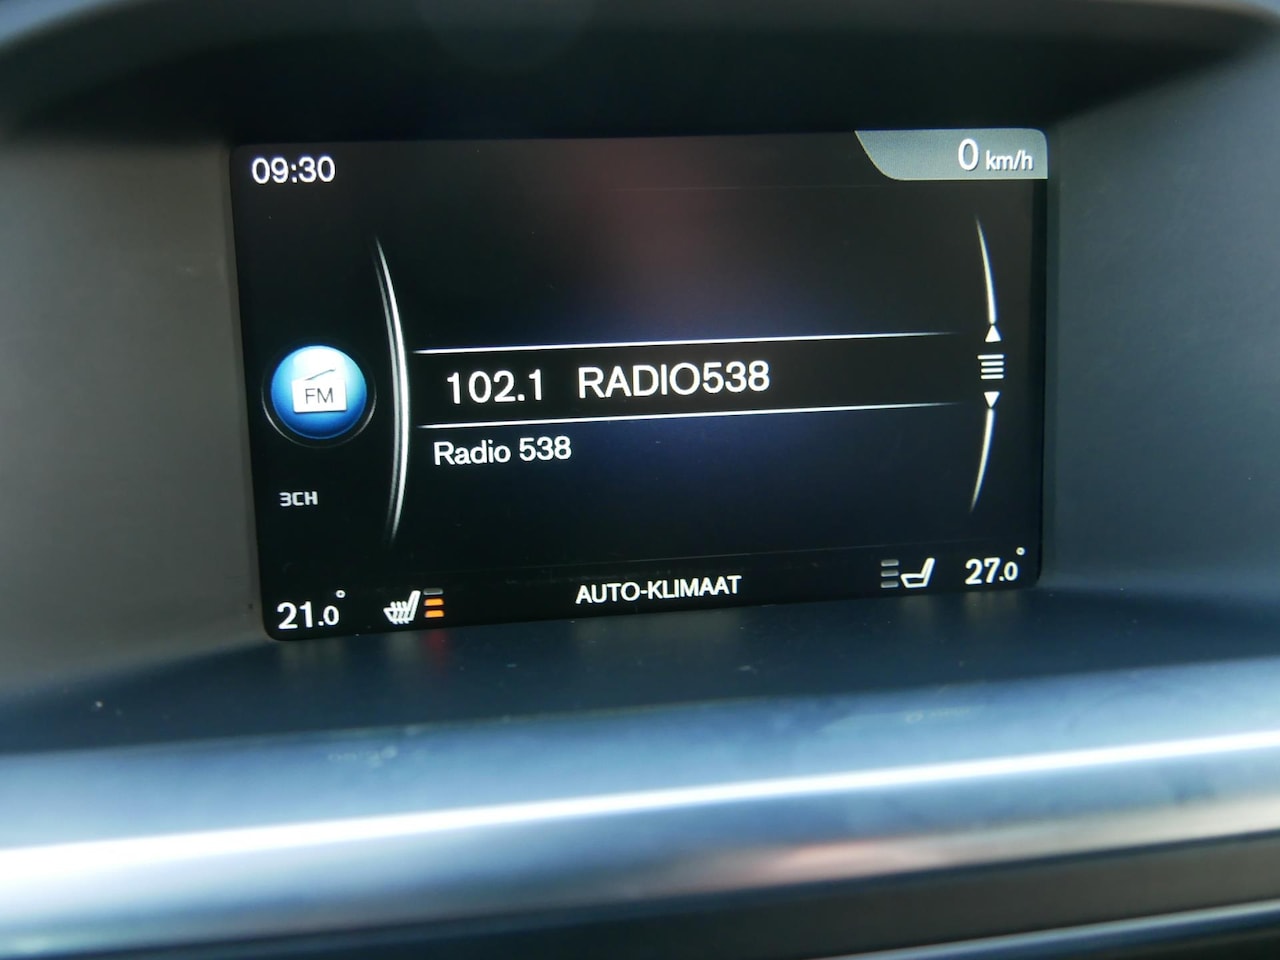 09:30
0 km/h
FM
102.1 RADIO538
Radio 538
3CH
21.0°
AUTO-KLIMAAT
27.0°